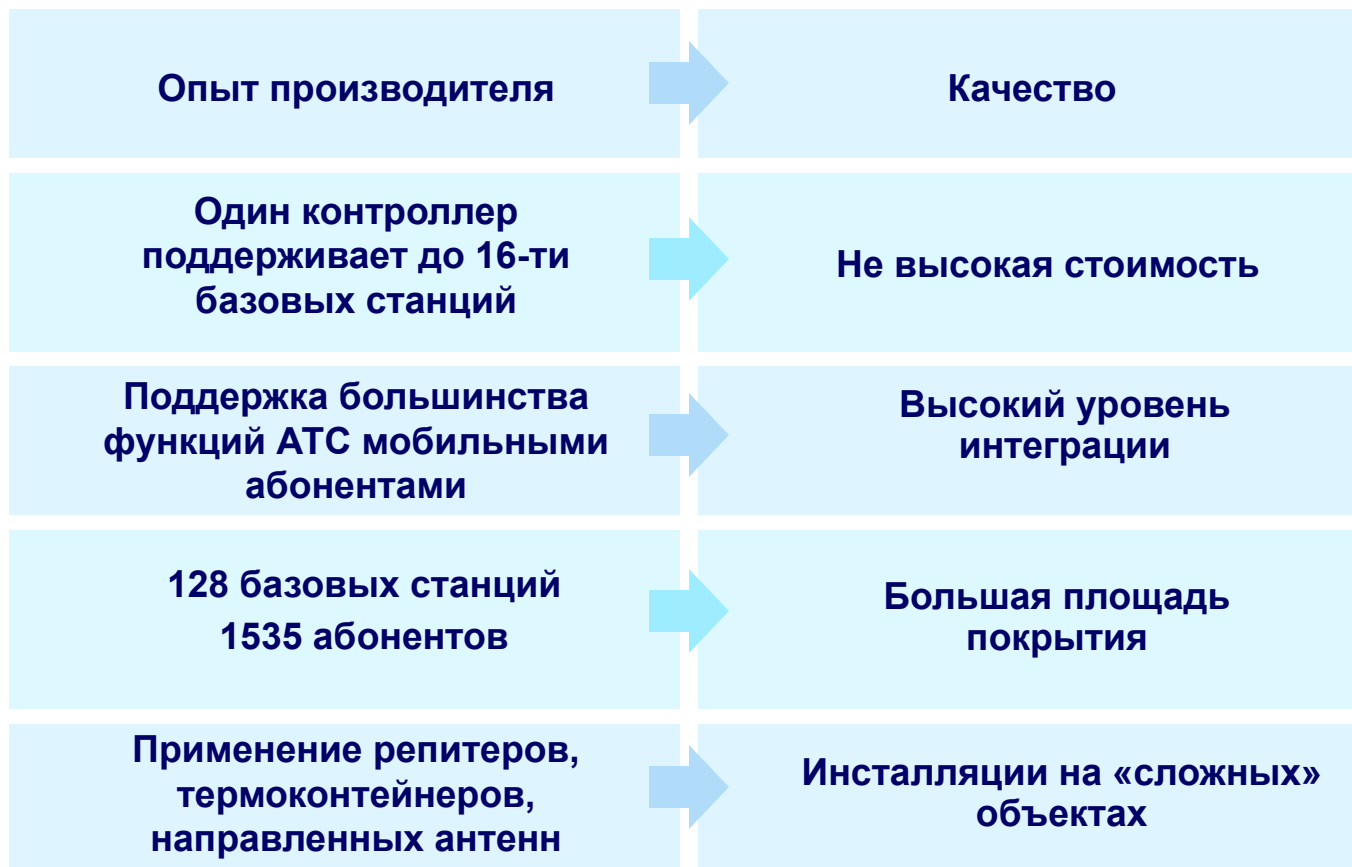 Опыт производителя
Качество
Один контроллер
поддерживает до 16-ти
базовых станций
Не высокая стоимость
Поддержка большинства
функций АТС мобильными
абонентами
Высокий уровень
интеграции
128 базовых станций
1535 абонентов
Большая площадь
покрытия
Применение репитеров,
термоконтейнеров,
направленных антенн
Инсталляции на «сложных»
объектах